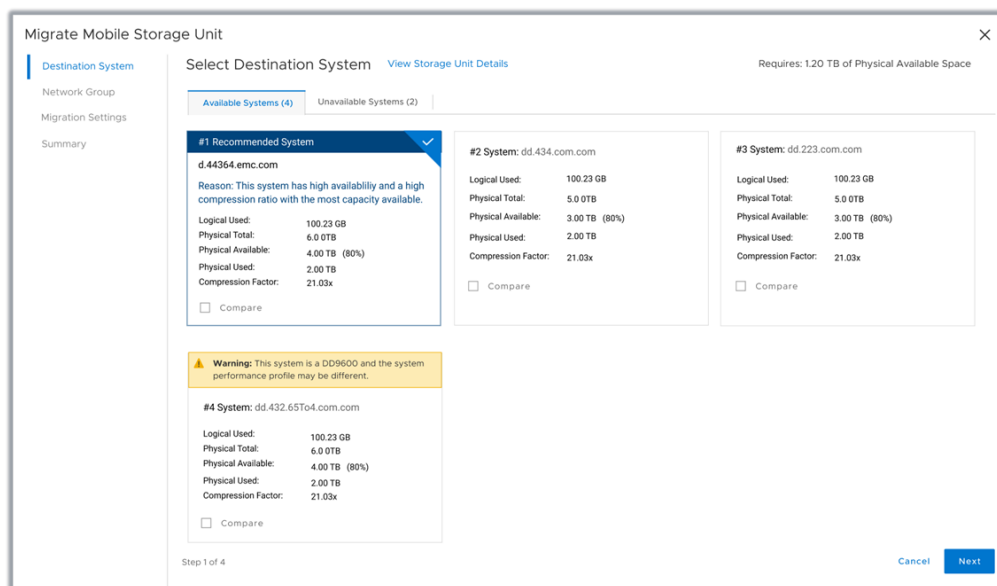 Migrate Mobile Storage Unit
Destination System
Network Group
Migration Settings
Summary
Select Destination System View Storage Unit Details
Requires: 1.20 TB of Physical Available Space
Available Systems (4) Unavailable Systems (2)
#1 Recommended System
d.44364.emc.com
Reason: This system has high availabliliy and a high
compression ratio with the most capacity available.
Logical Used: 100.23 GB
Physical Total: 6.0 0TB
Physical Available: 4.00 TB (80%)
Physical Used: 2.00 TB
Compression Factor: 21.03x
Compare
#2 System: dd.434.com.com
Logical Used: 100.23 GB
Physical Total: 5.0 0TB
Physical Available: 3.00 TB (80%)
Physical Used: 2.00 TB
Compression Factor: 21.03x
Compare
#3 System: dd.223.com.com
Logical Used: 100.23 GB
Physical Total: 5.0 0TB
Physical Available: 3.00 TB (80%)
Physical Used: 2.00 TB
Compression Factor: 21.03x
Compare
Warning: This system is a DD9600 and the system
performance profile may be different.
#4 System: dd.432.65To4.com.com
Logical Used: 100.23 GB
Physical Total: 6.0 0TB
Physical Available: 4.00 TB (80%)
Physical Used: 2.00 TB
Compression Factor: 21.03x
Compare
Step 1 of 4
Cancel Next